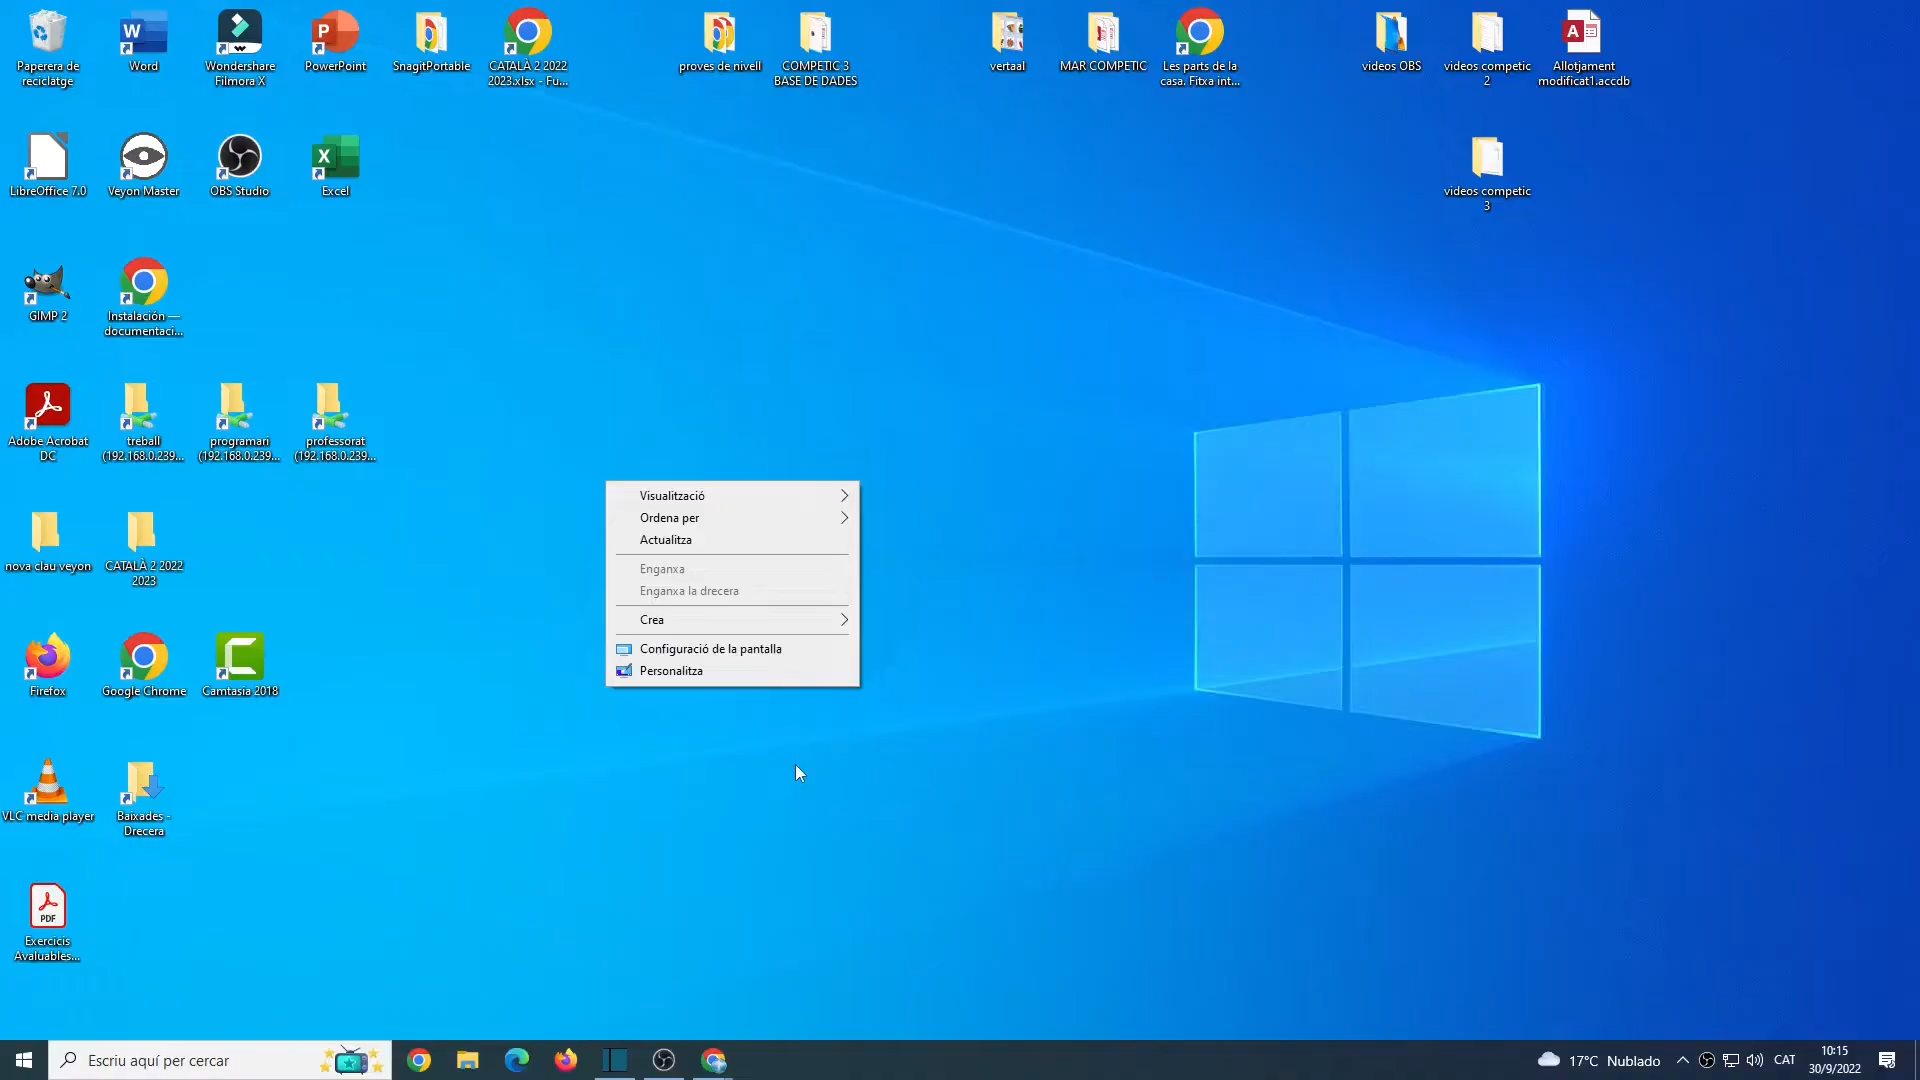 Paperera de
reciclatge
Word
Wondershare
Filmora X
PowerPoint
SnagitPortable
CATALÀ 2 2022
2023.xlsx - Fu...
proves de nivell
COMPETIC 3
BASE DE DADES
vertaal
MAR COMPETIC
Les parts de la
casa. Fitxa int...
videos OBS
videos competic
2
Allotjament
modificat1.accdb
LibreOffice 7.0
Veyon Master
OBS Studio
Excel
videos competic
3
GIMP 2
Instalación —
documentaci...
Adobe Acrobat
DC
treball
(192.168.0.239...
programari
(192.168.0.239...
professorat
(192.168.0.239...
Visualització
Ordena per
Actualitza
Enganxa
Enganxa la drecera
Crea
Configuració de la pantalla
Personalitza
nova clau veyon
CATALÀ 2 2022
2023
Firefox
Google Chrome
Camtasia 2018
VLC media player
Baixades -
Drecera
PDF
Exercicis
Avaluables...
Escriu aquí per cercar
17°C Nublado
CAT
10:15
30/9/2022